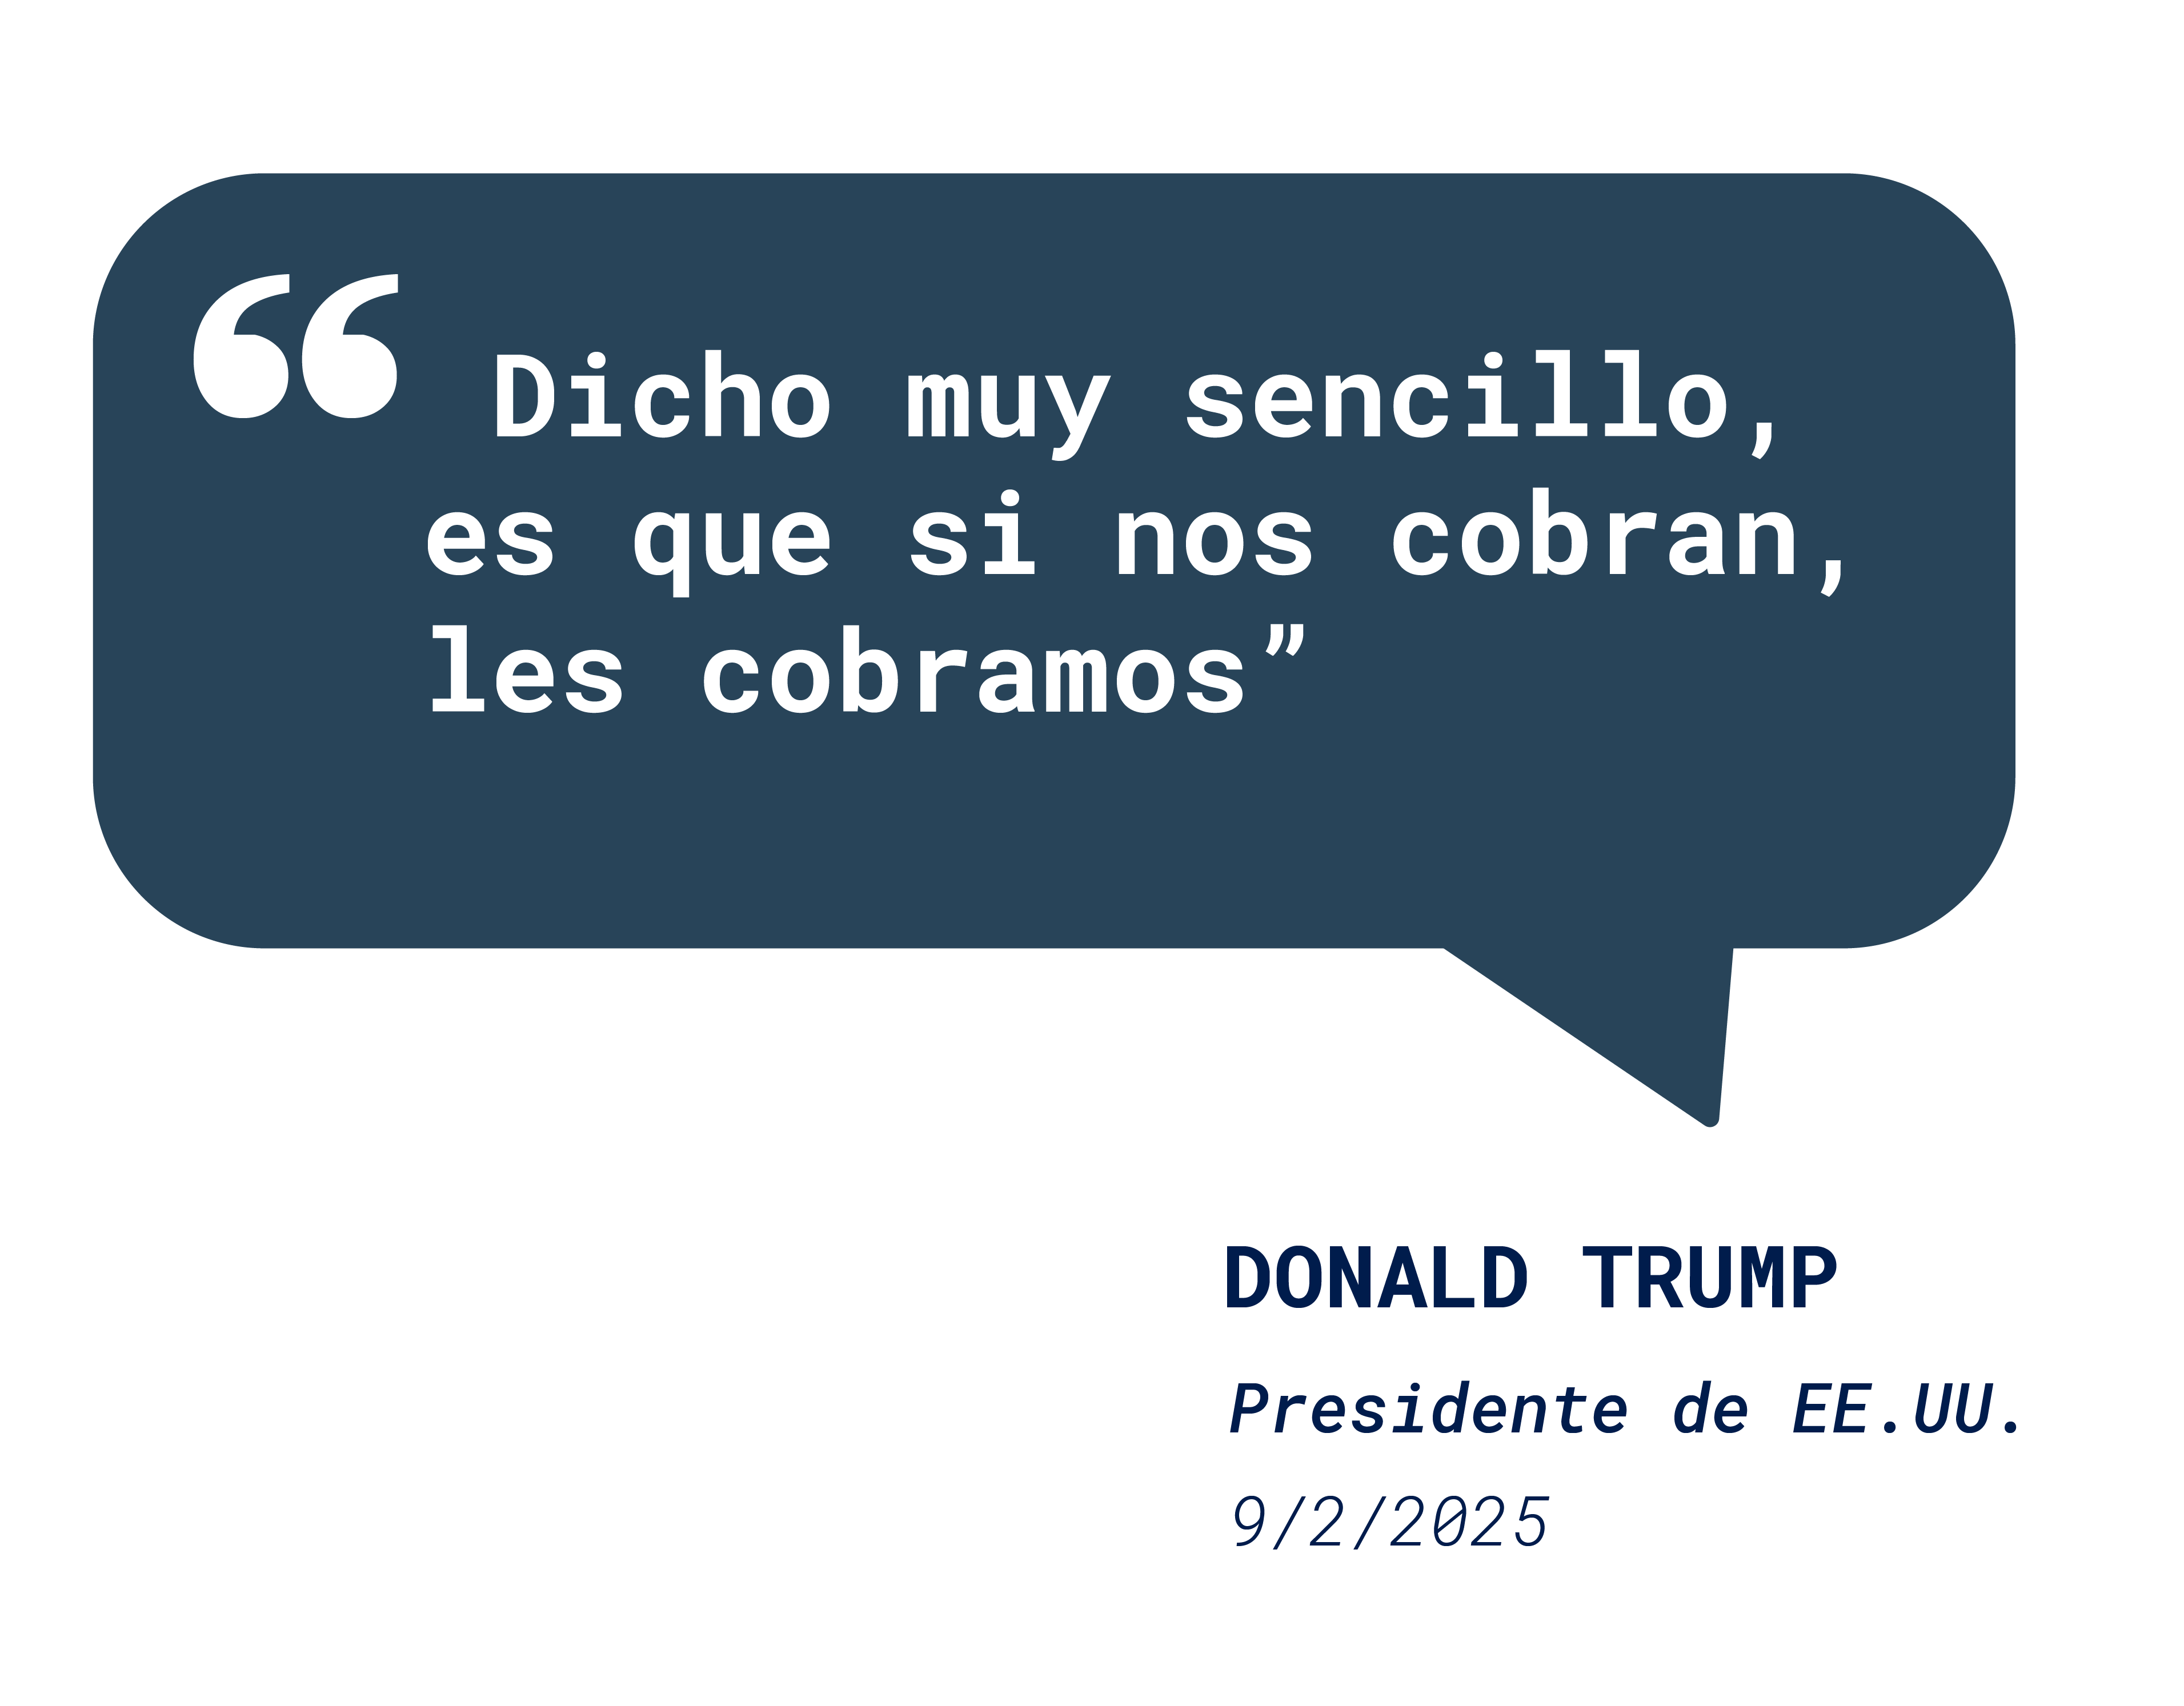 “ Dicho muy sencillo,
es que si nos cobran,
les cobramos”
DONALD TRUMP
Presidente de EE.UU.
9/2/2025